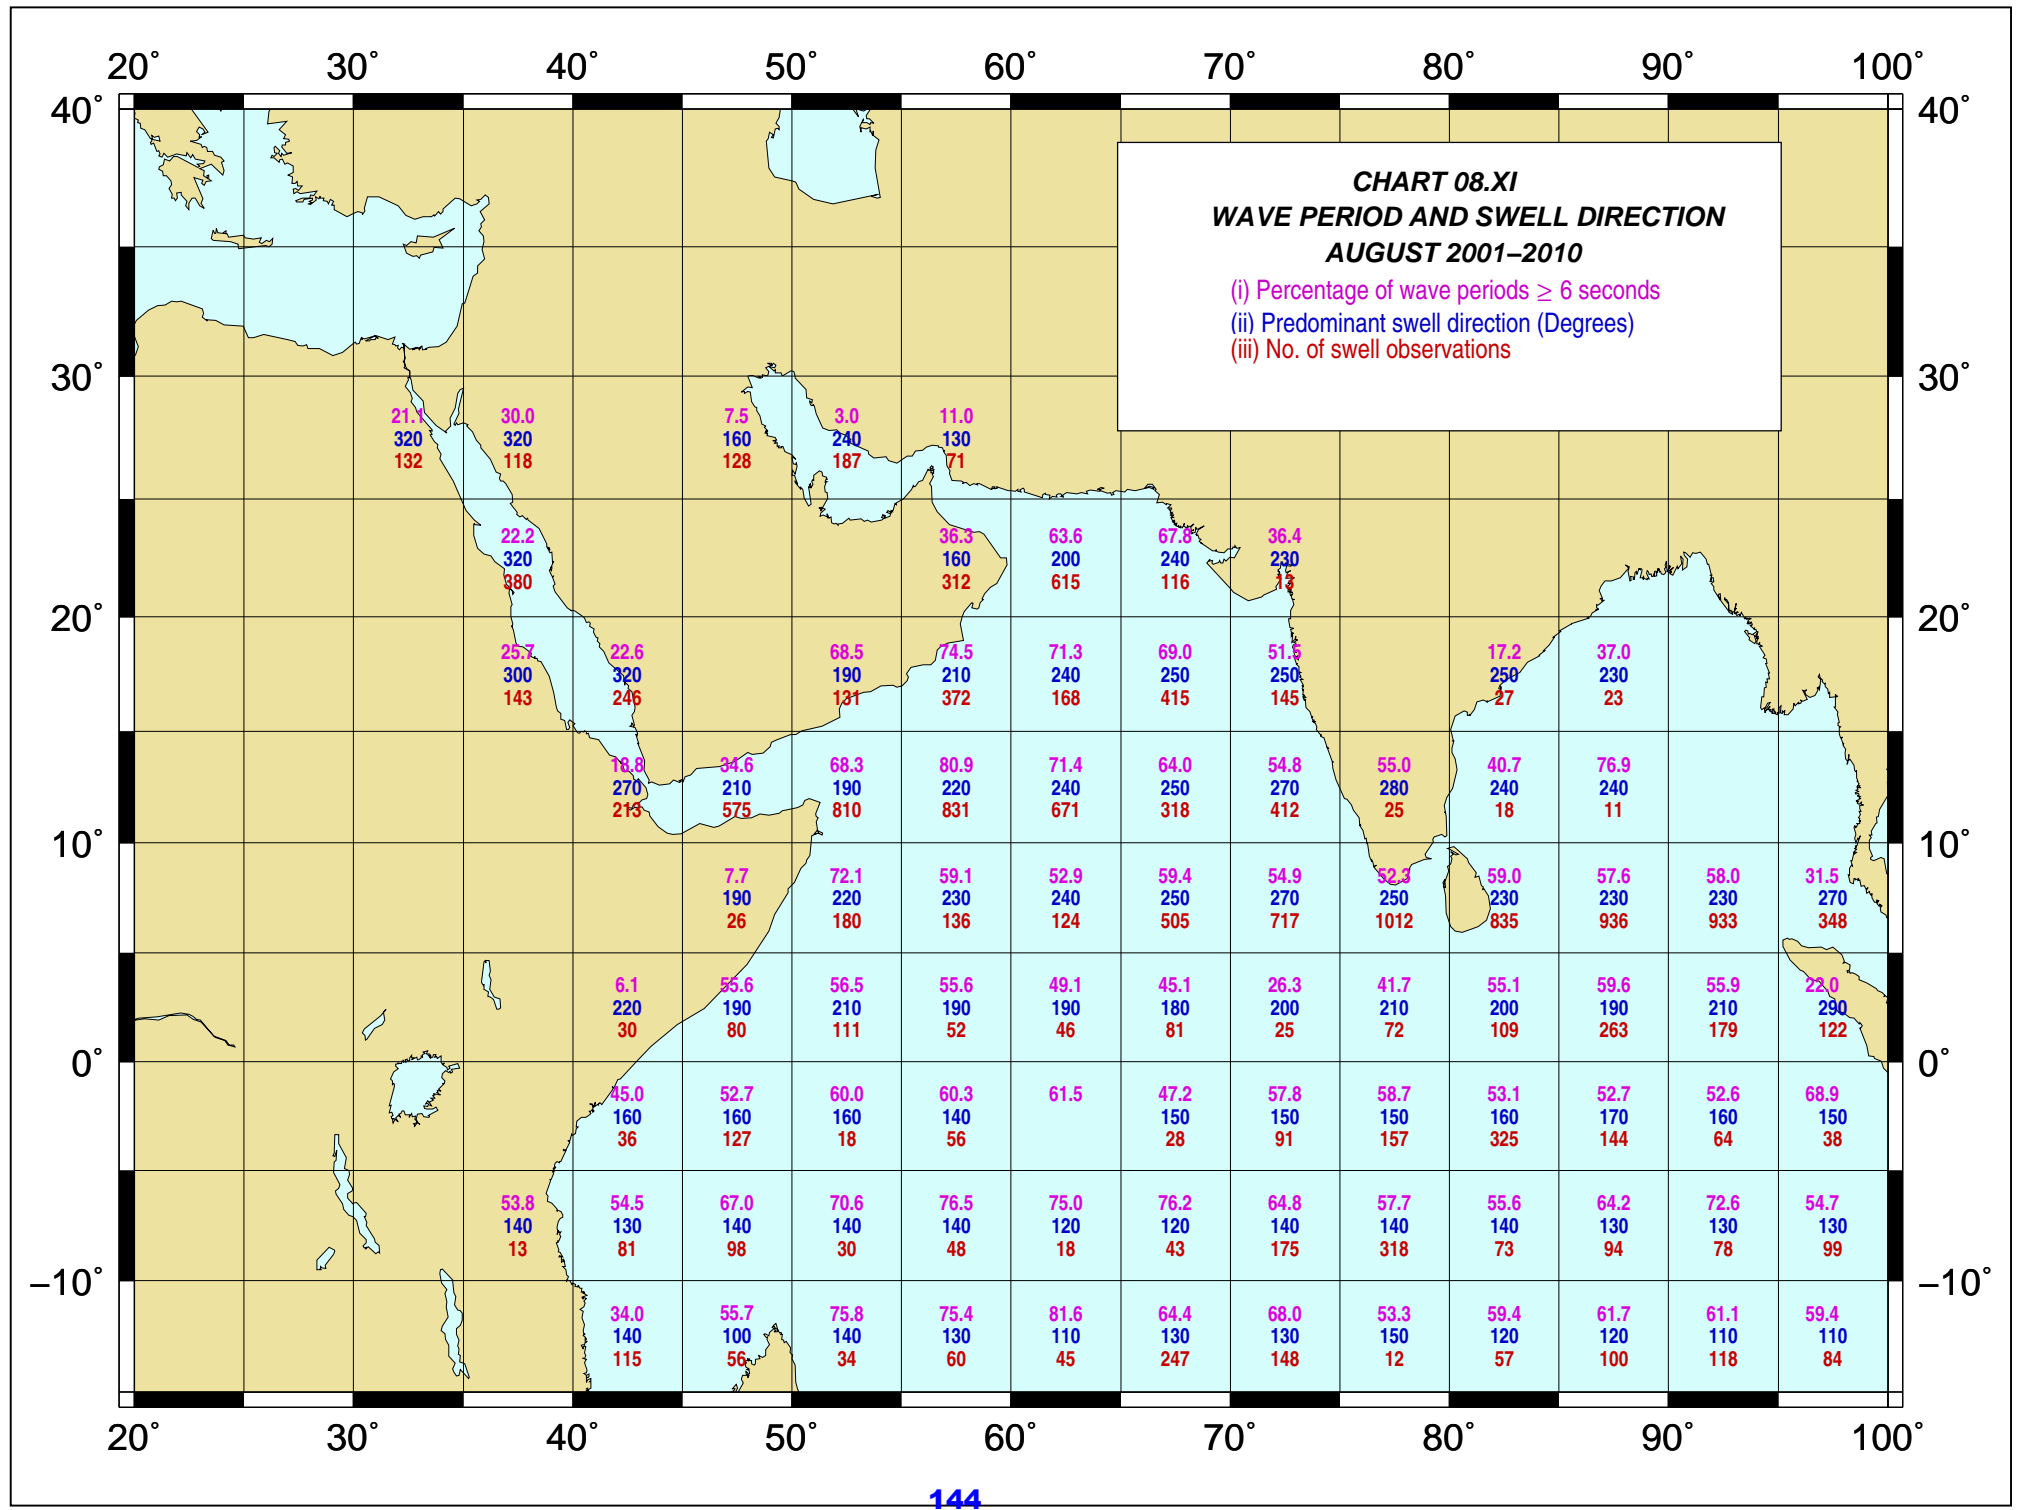 20° 30° 40° 50° 60° 70° 80° 90° 100°
40° 40°
CHART 08.XI
WAVE PERIOD AND SWELL DIRECTION
AUGUST 2001–2010
(i) Percentage of wave periods ≥ 6 seconds
(ii) Predominant swell direction (Degrees)
(iii) No. of swell observations
30° 30°
21.1 30.0 7.5 3.0 11.0
320 320 160 240 130
132 118 128 187 71
22.2 36.3 63.6 67.8 36.4
320 160 200 240 230
380 312 615 116 13
20° 20°
25.7 22.6 68.5 74.5 71.3 69.0 51.5 17.2 37.0
300 320 190 210 240 250 250 250 230
143 246 131 372 168 415 145 27 23
18.8 34.6 68.3 80.9 71.4 64.0 54.8 55.0 40.7 76.9
270 210 190 220 240 250 270 280 240 240
213 575 810 831 671 318 412 25 18 11
10° 10°
7.7 72.1 59.1 52.9 59.4 54.9 52.3 59.0 57.6 58.0 31.5
190 220 230 240 250 270 250 230 230 230 270
26 180 136 124 505 717 1012 835 936 933 348
6.1 55.6 56.5 55.6 49.1 45.1 26.3 41.7 55.1 59.6 55.9 22.0
220 190 210 190 190 180 200 210 200 190 210 290
30 80 111 52 46 81 25 72 109 263 179 122
0° 0°
45.0 52.7 60.0 60.3 61.5 47.2 57.8 58.7 53.1 52.7 52.6 68.9
160 160 160 140 150 150 150 160 170 160 150
36 127 18 56 28 91 157 325 144 64 38
53.8 54.5 67.0 70.6 76.5 75.0 76.2 64.8 57.7 55.6 64.2 72.6 54.7
140 130 140 140 140 120 120 140 140 140 130 130 130
13 81 98 30 48 18 43 175 318 73 94 78 99
–10° –10°
34.0 55.7 75.8 75.4 81.6 64.4 68.0 53.3 59.4 61.7 61.1 59.4
140 100 140 130 110 130 130 150 120 120 110 110
115 56 34 60 45 247 148 12 57 100 118 84
20° 30° 40° 50° 60° 70° 80° 90° 100°
144